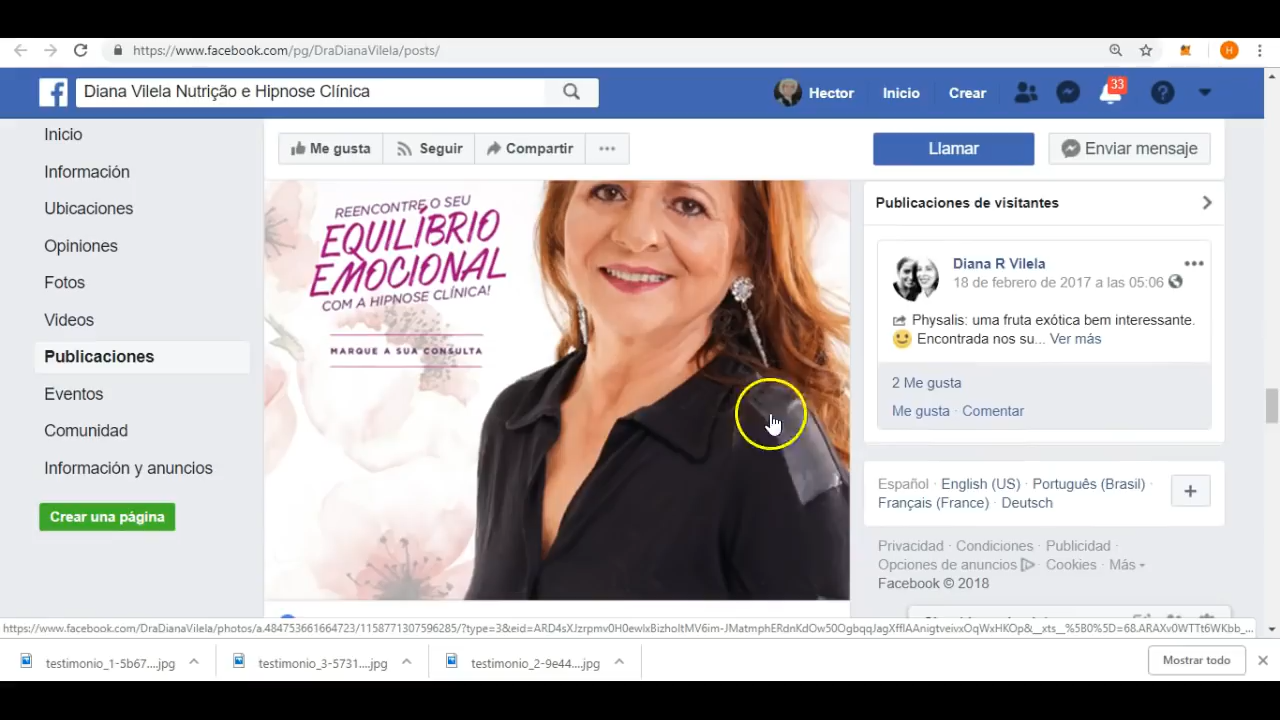 https://www.facebook.com/pg/DraDianaVilela/posts/
H
f
Diana Vilela Nutrição e Hipnose Clínica
Hector
Inicio
Crear
33
Inicio
Información
Ubicaciones
Opiniones
Fotos
Videos
Publicaciones
Eventos
Comunidad
Información y anuncios
Crear una página
Me gusta
Seguir
Compartir
Llamar
Enviar mensaje
REENCONTRE O SEU
EQUILÍBRIO
EMOCIONAL
COM A HIPNOSE CLÍNICA!
MARQUE A SUA CONSULTA
Publicaciones de visitantes
Diana R Vilela
18 de febrero de 2017 a las 05:06
Physalis: uma fruta exótica bem interessante.
Encontrada nos su... Ver más
2 Me gusta
Me gusta · Comentar
Español · English (US) · Português (Brasil) ·
Français (France) · Deutsch
Privacidad · Condiciones · Publicidad ·
Opciones de anuncios · Cookies · Más
Facebook © 2018
testimonio_1-5b67....jpg
testimonio_3-5731....jpg
testimonio_2-9e44....jpg
Mostrar todo